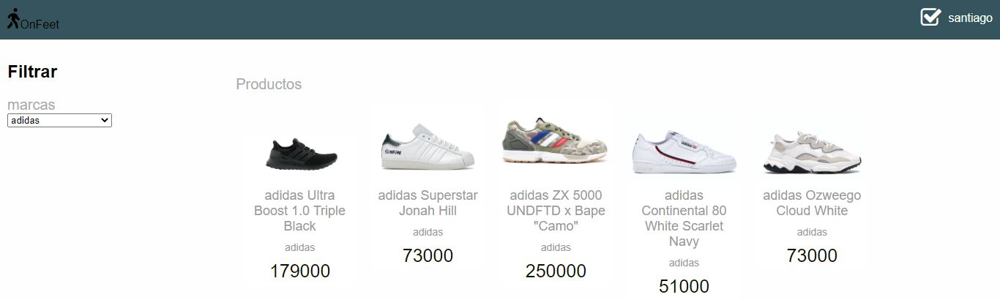 OnFeet
santiago
Filtrar
marcas
adidas
Productos
adidas Ultra
Boost 1.0 Triple
Black
adidas
179000
adidas Superstar
Jonah Hill
adidas
73000
adidas ZX 5000
UNDFTD x Bape
"Camo"
adidas
250000
adidas
Continental 80
White Scarlet
Navy
adidas
51000
adidas Ozweego
Cloud White
adidas
73000